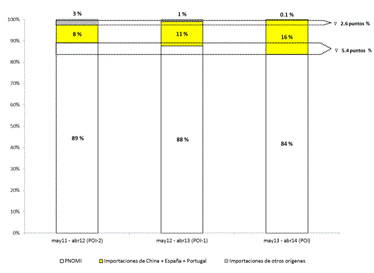 3 % 1 % 0.1 %
100%
2.6 puntos %
90%
8 % 11 % 16 %
5.4 puntos %
80%
70%
60%
50%
89 % 88 % 84 %
40%
30%
20%
10%
0%
may11 - abr12 (POI-2) may12 - abr13 (POI-1) may13 - abr14 (POI)
PNOMI Importaciones de China + España + Portugal Importaciones de otros orígenes